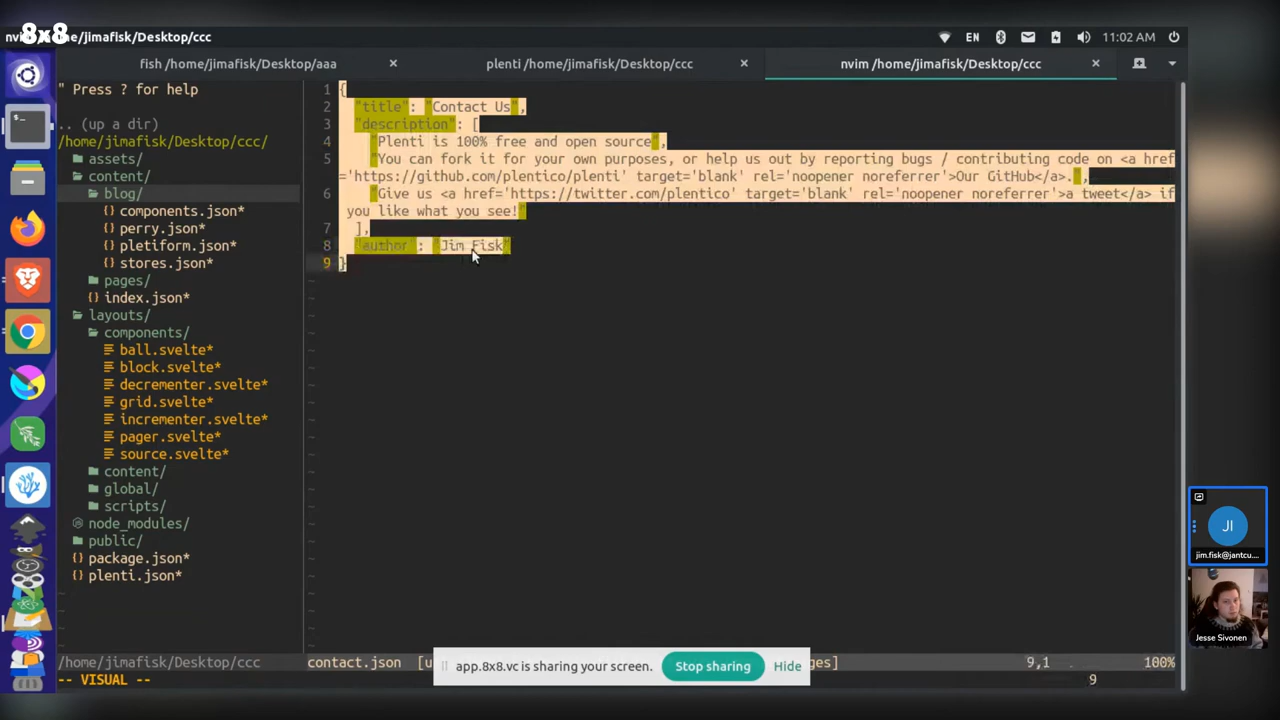 8x8
nvim /home/jimafisk/Desktop/ccc
EN
11:02 AM
fish /home/jimafisk/Desktop/aaa
plenti /home/jimafisk/Desktop/ccc
nvim /home/jimafisk/Desktop/ccc
" Press ? for help
.. (up a dir)
/home/jimafisk/Desktop/ccc/
assets/
content/
blog/
components.json*
perry.json*
pletiform.json*
stores.json*
pages/
index.json*
layouts/
components/
ball.svelte*
block.svelte*
decrementer.svelte*
grid.svelte*
incrementer.svelte*
pager.svelte*
source.svelte*
content/
global/
scripts/
node_modules/
public/
package.json*
plenti.json*
1 {
2 "title": "Contact Us",
3 "description": [
4 "Plenti is 100% free and open source",
5 "You can fork it for your own purposes, or help us out by reporting bugs / contributing code on <a href
='https://github.com/plentico/plenti' target='blank' rel='noopener noreferrer'>Our GitHub</a>.",
6 "Give us <a href='https://twitter.com/plentico' target='blank' rel='noopener noreferrer'>a tweet</a> if
you like what you see!"
7 ],
8 "author": "Jim Fisk"
9 }
/home/jimafisk/Desktop/ccc
contact.json
9,1
100%
-- VISUAL --
9
app.8x8.vc is sharing your screen.
Stop sharing
Hide
JI
jim.fisk@jantcu....
Jesse Sivonen